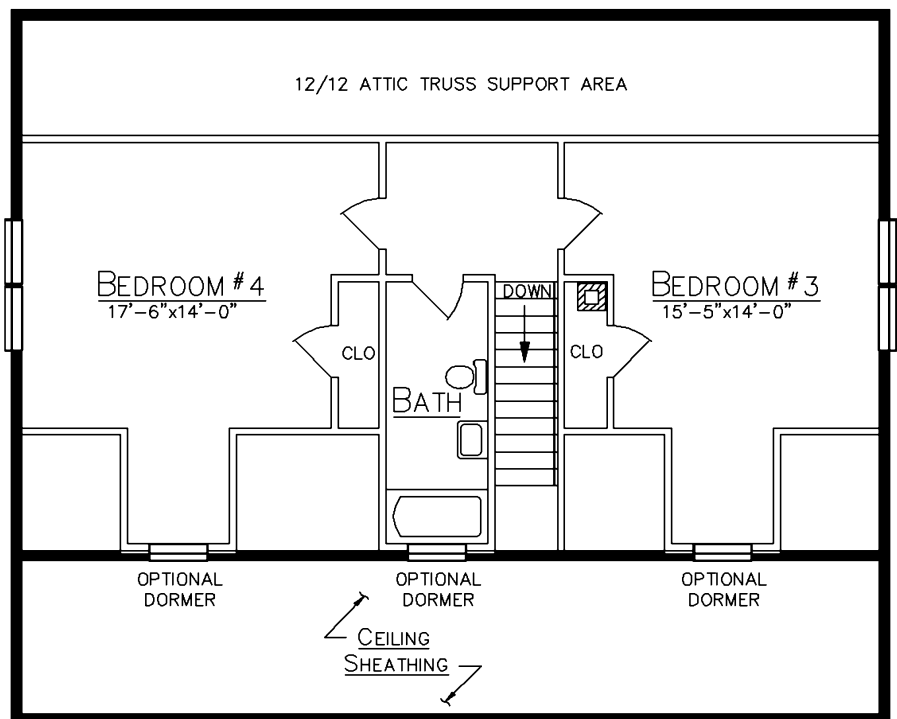 12/12 ATTIC TRUSS SUPPORT AREA
BEDROOM #4
17'-6"x14'-0"
DOWN
BEDROOM #3
15'-5"x14'-0"
CLO
CLO
BATH
OPTIONAL
DORMER
OPTIONAL
DORMER
OPTIONAL
DORMER
CEILING
SHEATHING